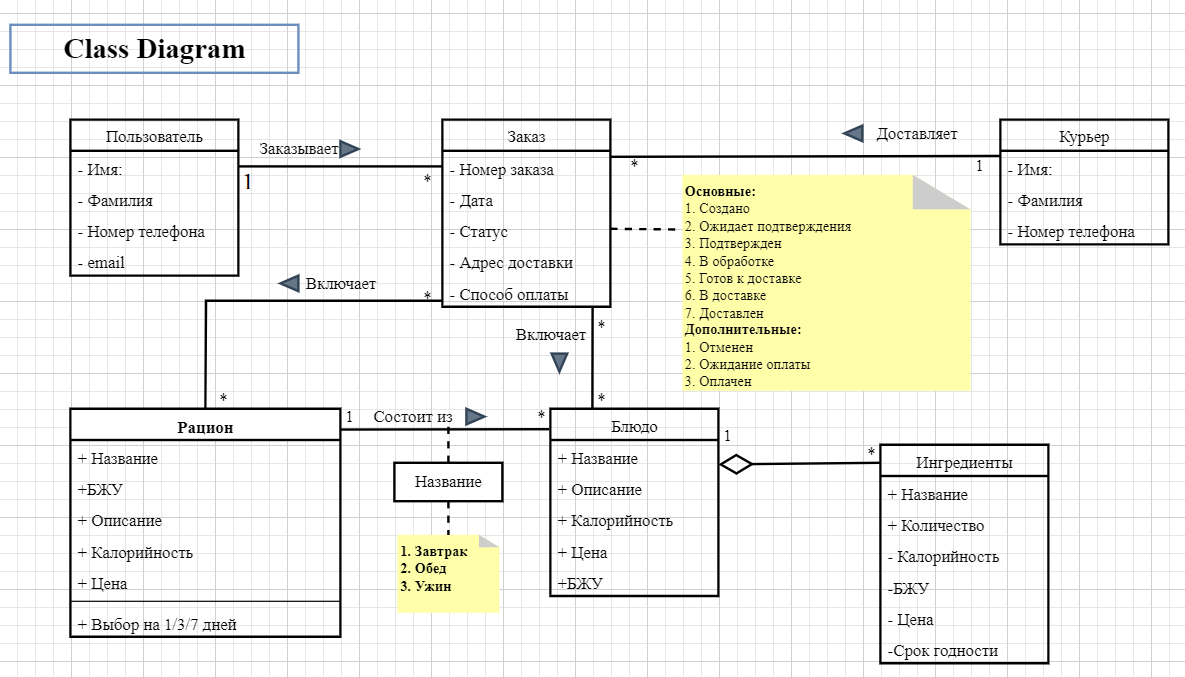 Class Diagram
Пользователь
- Имя:
- Фамилия
- Номер телефона
- email
Заказывает
1
*
Заказ
- Номер заказа
- Дата
- Статус
- Адрес доставки
- Способ оплаты
Доставляет
*
1
Курьер
- Имя:
- Фамилия
- Номер телефона
Основные:
1. Создано
2. Ожидает подтверждения
3. Подтвержден
4. В обработке
5. Готов к доставке
6. В доставке
7. Доставлен
Дополнительные:
1. Отменен
2. Ожидание оплаты
3. Оплачен
Включает
*
*
Включает
*
*
Рацион
+ Название
+БЖУ
+ Описание
+ Калорийность
+ Цена
+ Выбор на 1/3/7 дней
1
Состоит из
*
Название
1. Завтрак
2. Обед
3. Ужин
Блюдо
+ Название
+ Описание
+ Калорийность
+ Цена
+БЖУ
1
*
Ингредиенты
+ Название
+ Количество
- Калорийность
-БЖУ
- Цена
-Срок годности